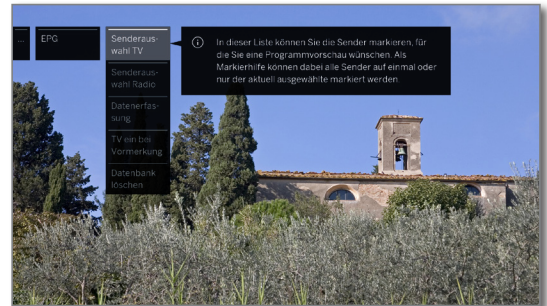 ...
EPG
Senderaus-
wahl TV
Senderaus-
wahl Radio
Datenerfas-
sung
TV ein bei
Vormerkung
Datenbank
löschen
In dieser Liste können Sie die Sender markieren, für
die Sie eine Programmvorschau wünschen. Als
Markierhilfe können dabei alle Sender auf einmal oder
nur der aktuell ausgewählte markiert werden.